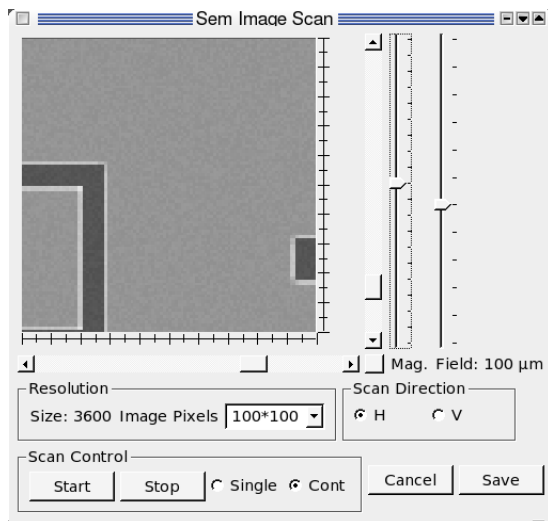 Sem Image Scan
Mag. Field: 100 µm
Resolution
Size: 3600 Image Pixels 100*100
Scan Direction
H V
Scan Control
Start Stop Single Cont
Cancel Save